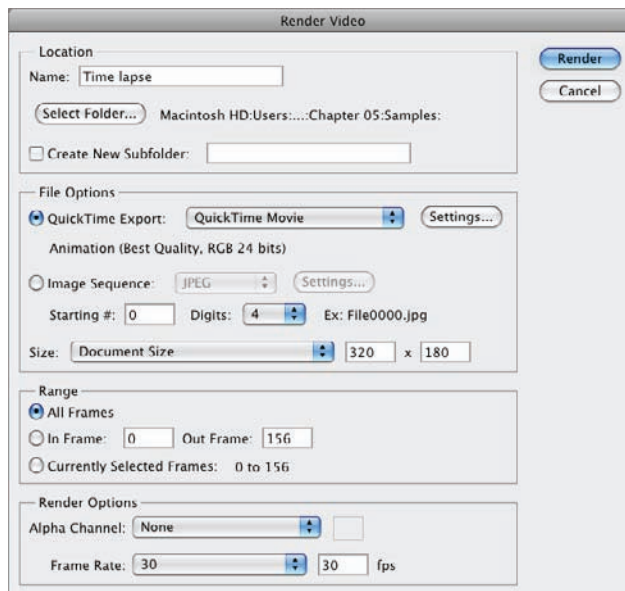 Render Video
Location
Name: Time lapse
Render
Cancel
Select Folder... Macintosh HD:Users:...:Chapter 05:Samples:
Create New Subfolder:
File Options
QuickTime Export: QuickTime Movie Settings...
Animation (Best Quality, RGB 24 bits)
Image Sequence: JPEG Settings...
Starting #: 0 Digits: 4 Ex: File0000.jpg
Size: Document Size 320 x 180
Range
All Frames
In Frame: 0 Out Frame: 156
Currently Selected Frames: 0 to 156
Render Options
Alpha Channel: None
Frame Rate: 30 30 fps